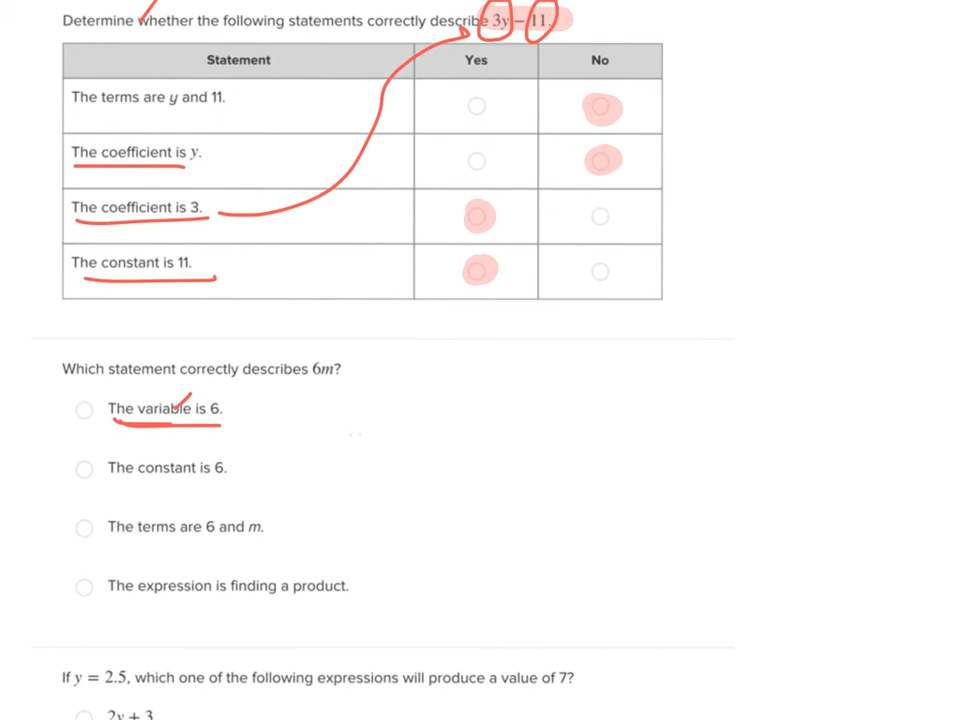 Determine whether the following statements correctly describe 3y − 11.
Statement Yes No
The terms are y and 11.
The coefficient is y.
The coefficient is 3.
The constant is 11.
Which statement correctly describes 6m?
The variable is 6.
The constant is 6.
The terms are 6 and m.
The expression is finding a product.
If y = 2.5, which one of the following expressions will produce a value of 7?
2y + 3